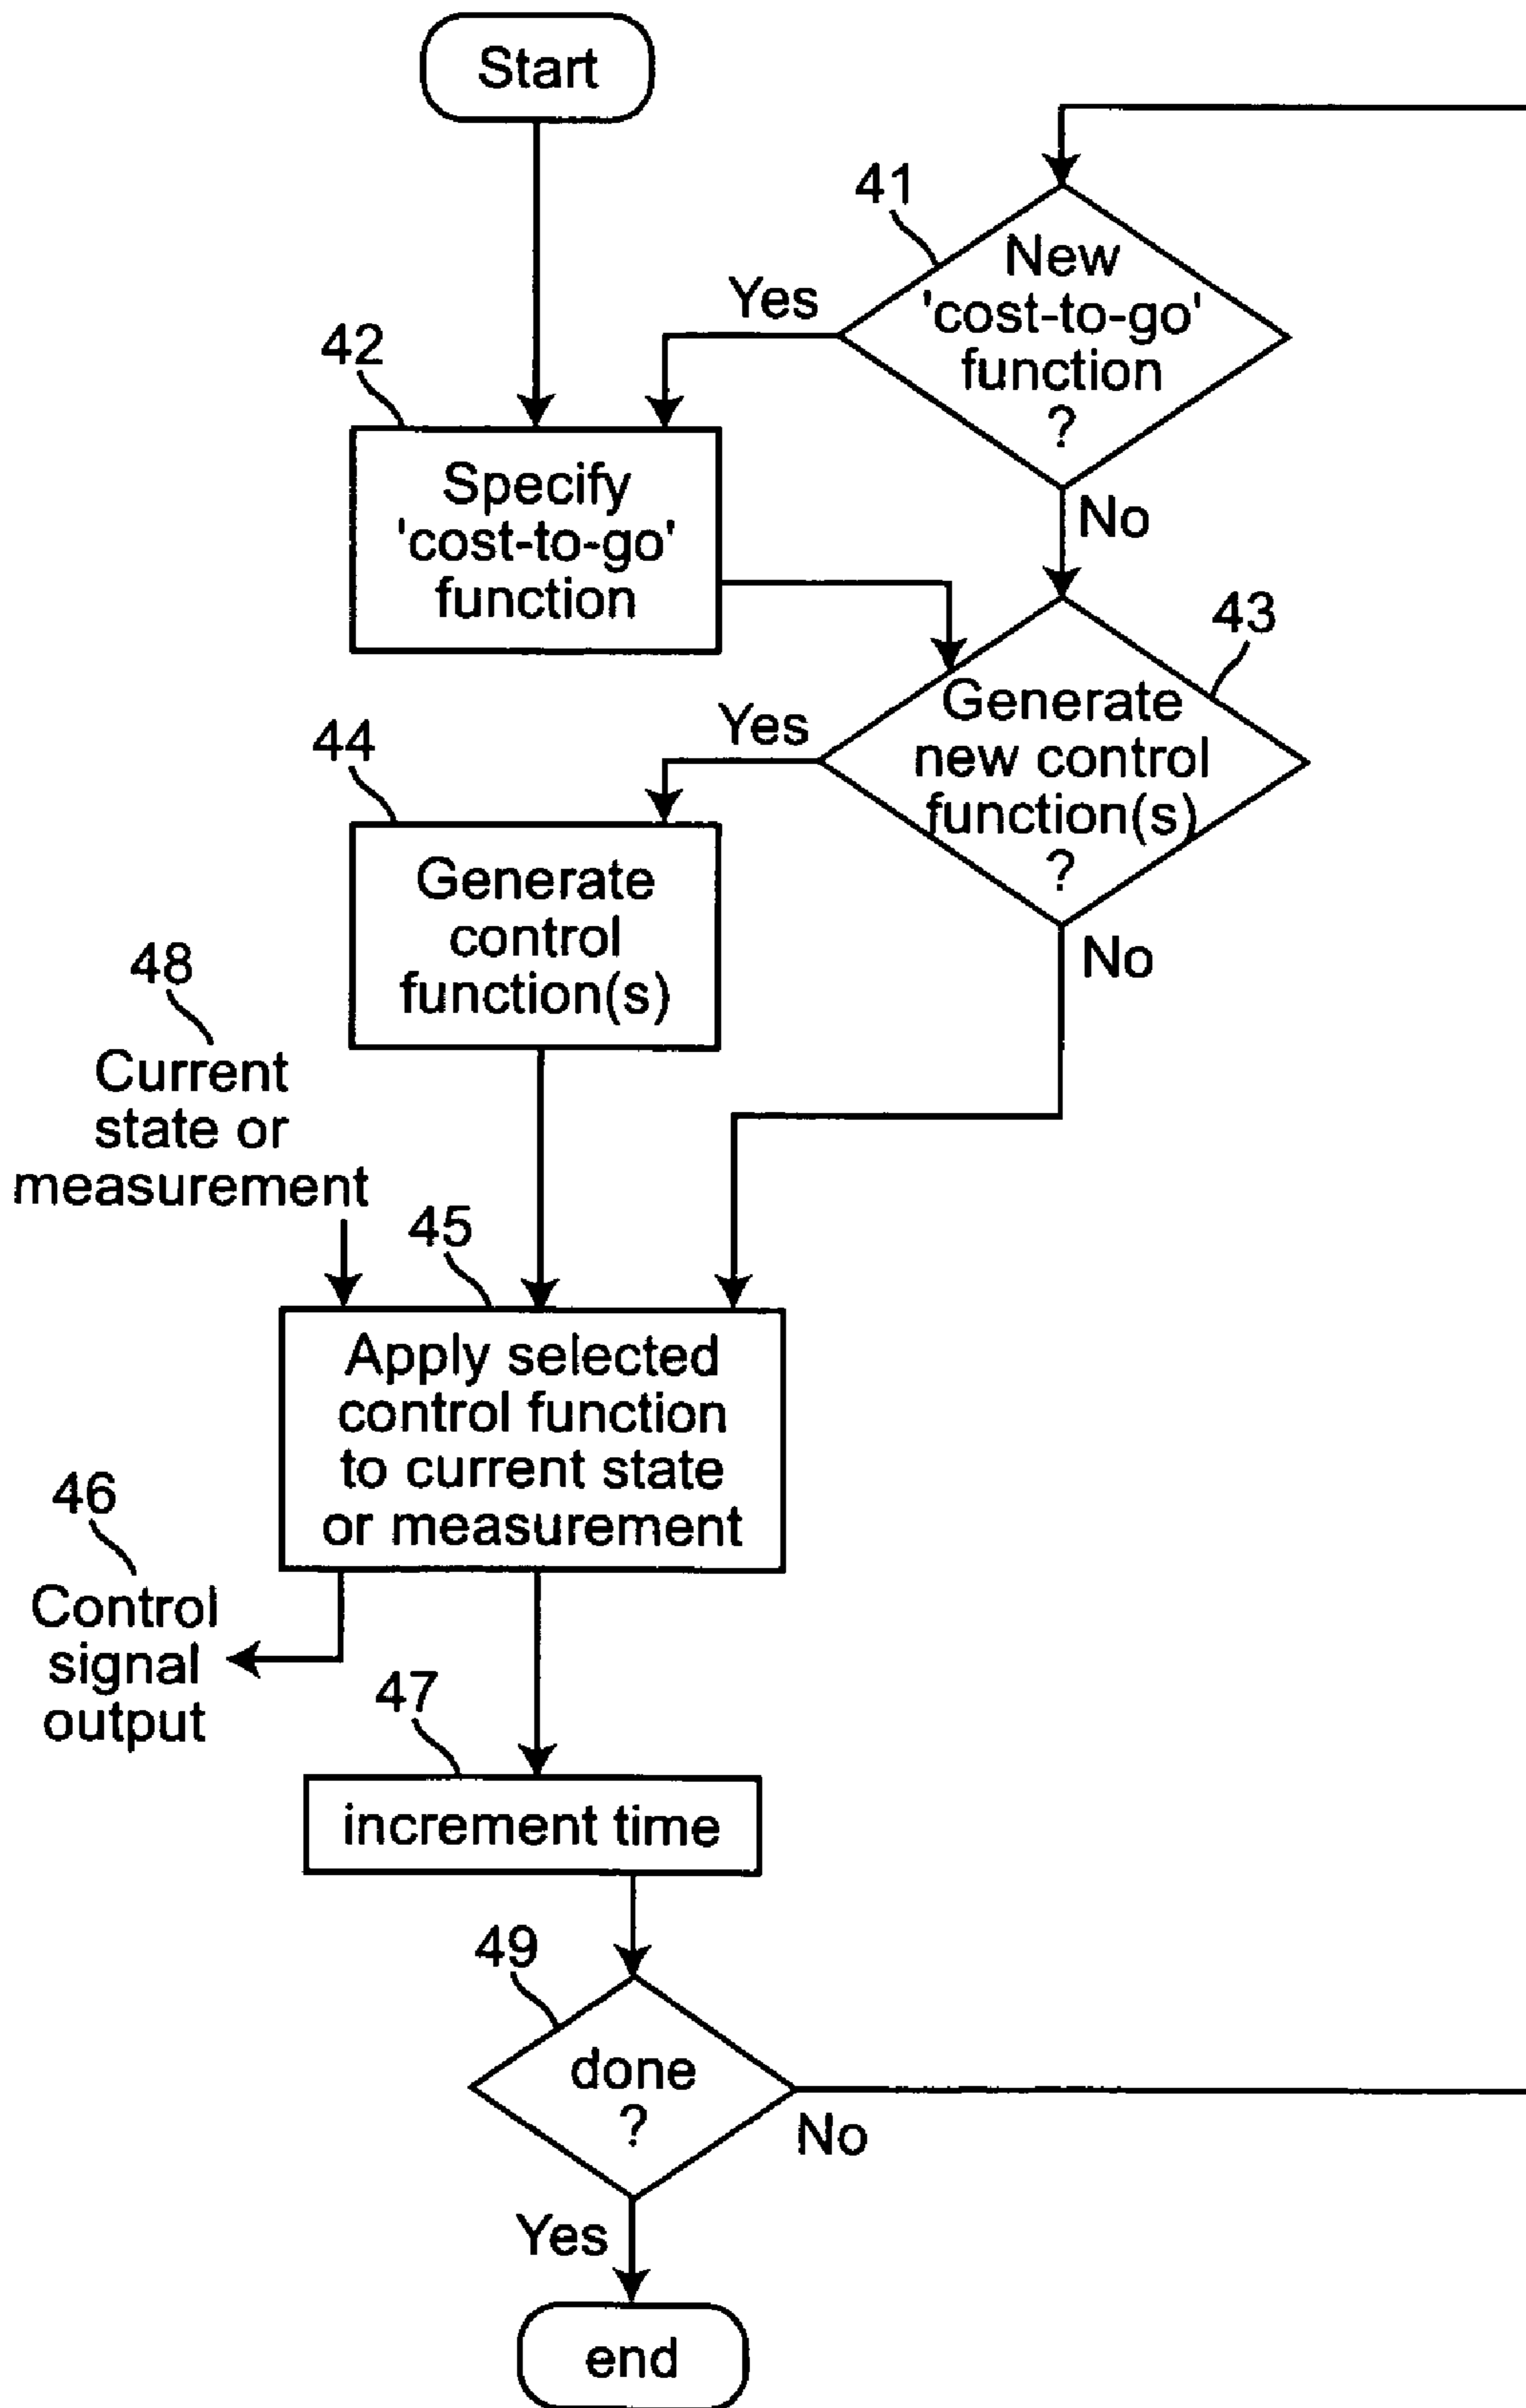 Start
41
New
'cost-to-go'
function
?
Yes
42
No
Specify
'cost-to-go'
function
43
Generate
new control
function(s)
?
Yes
44
No
Generate
control
function(s)
48
Current
state or
measurement
45
Apply selected
control function
to current state
or measurement
46
Control
signal
output
47
increment time
49
done
?
No
Yes
end